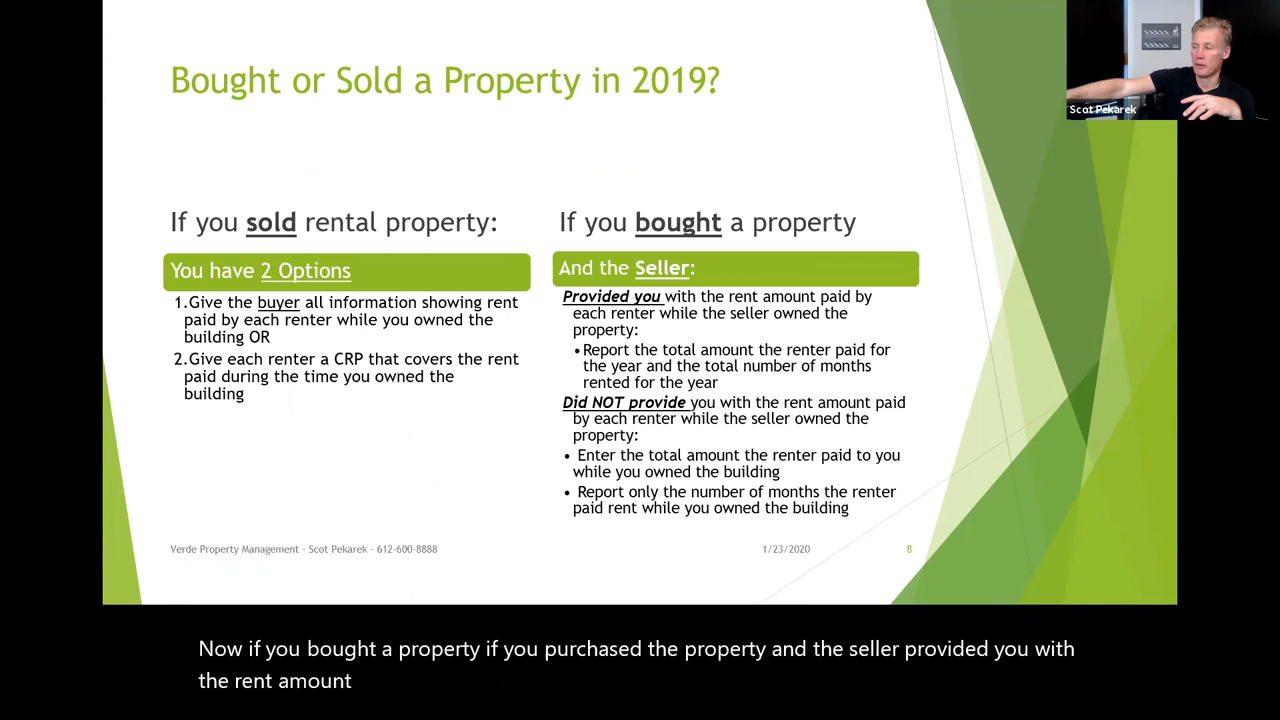 Bought or Sold a Property in 2019?
If you sold rental property:
You have 2 Options
1.Give the buyer all information showing rent
paid by each renter while you owned the
building OR
2.Give each renter a CRP that covers the rent
paid during the time you owned the
building
If you bought a property
And the Seller:
Provided you with the rent amount paid by
each renter while the seller owned the
property:
•Report the total amount the renter paid for
the year and the total number of months
rented for the year
Did NOT provide you with the rent amount paid
by each renter while the seller owned the
property:
• Enter the total amount the renter paid to you
while you owned the building
• Report only the number of months the renter
paid rent while you owned the building
Verde Property Management - Scot Pekarek - 612-600-8888
1/23/2020
8
Scot Pekarek
Now if you bought a property if you purchased the property and the seller provided you with
the rent amount